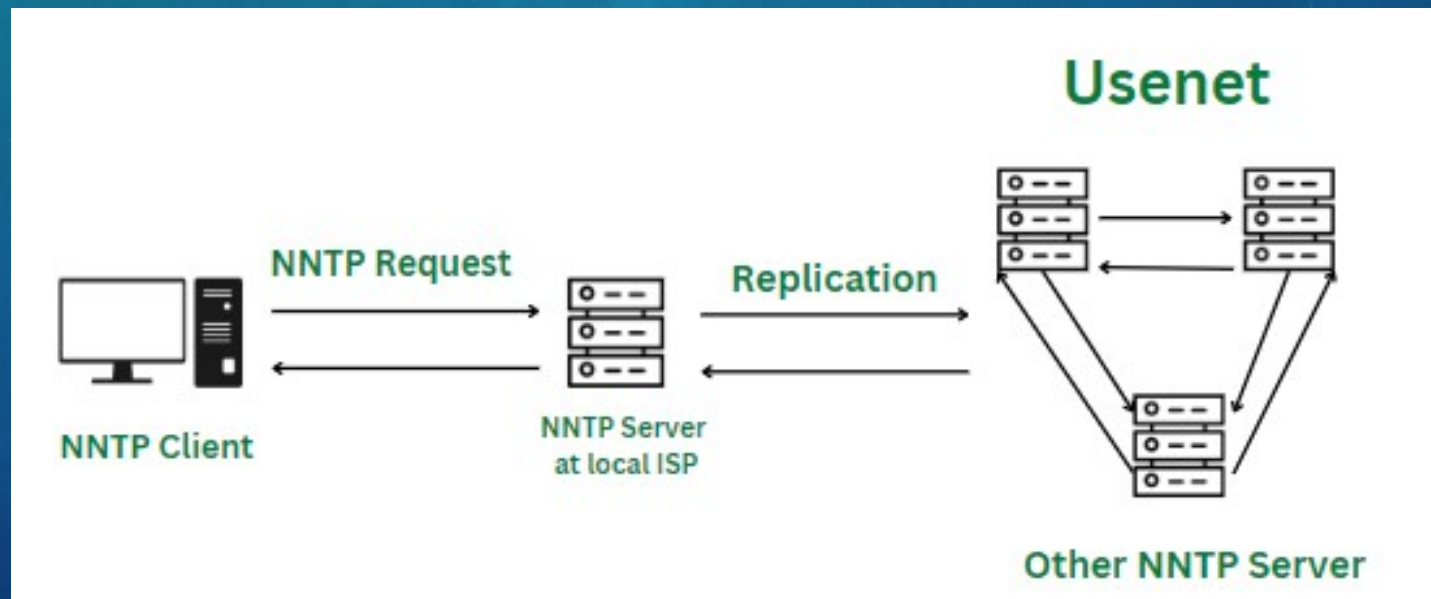 Usenet
NNTP Request
Replication
NNTP Client
NNTP Server
at local ISP
Other NNTP Server